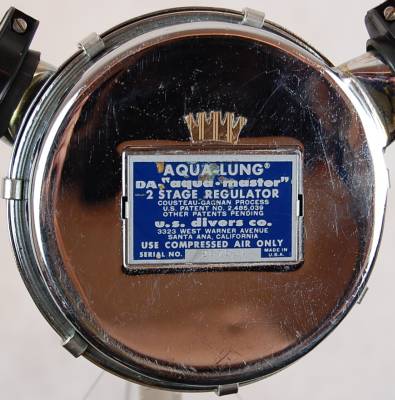 AQUA-LUNG®
DA "aqua-master"
2 STAGE REGULATOR
COUSTEAU-GAGNAN PROCESS
U.S. PATENT NO. 2,485,039
OTHER PATENTS PENDING
u.s. divers co.
3323 WEST WARNER AVENUE
SANTA ANA, CALIFORNIA
USE COMPRESSED AIR ONLY
SERIAL NO. MADE IN
U.S.A.